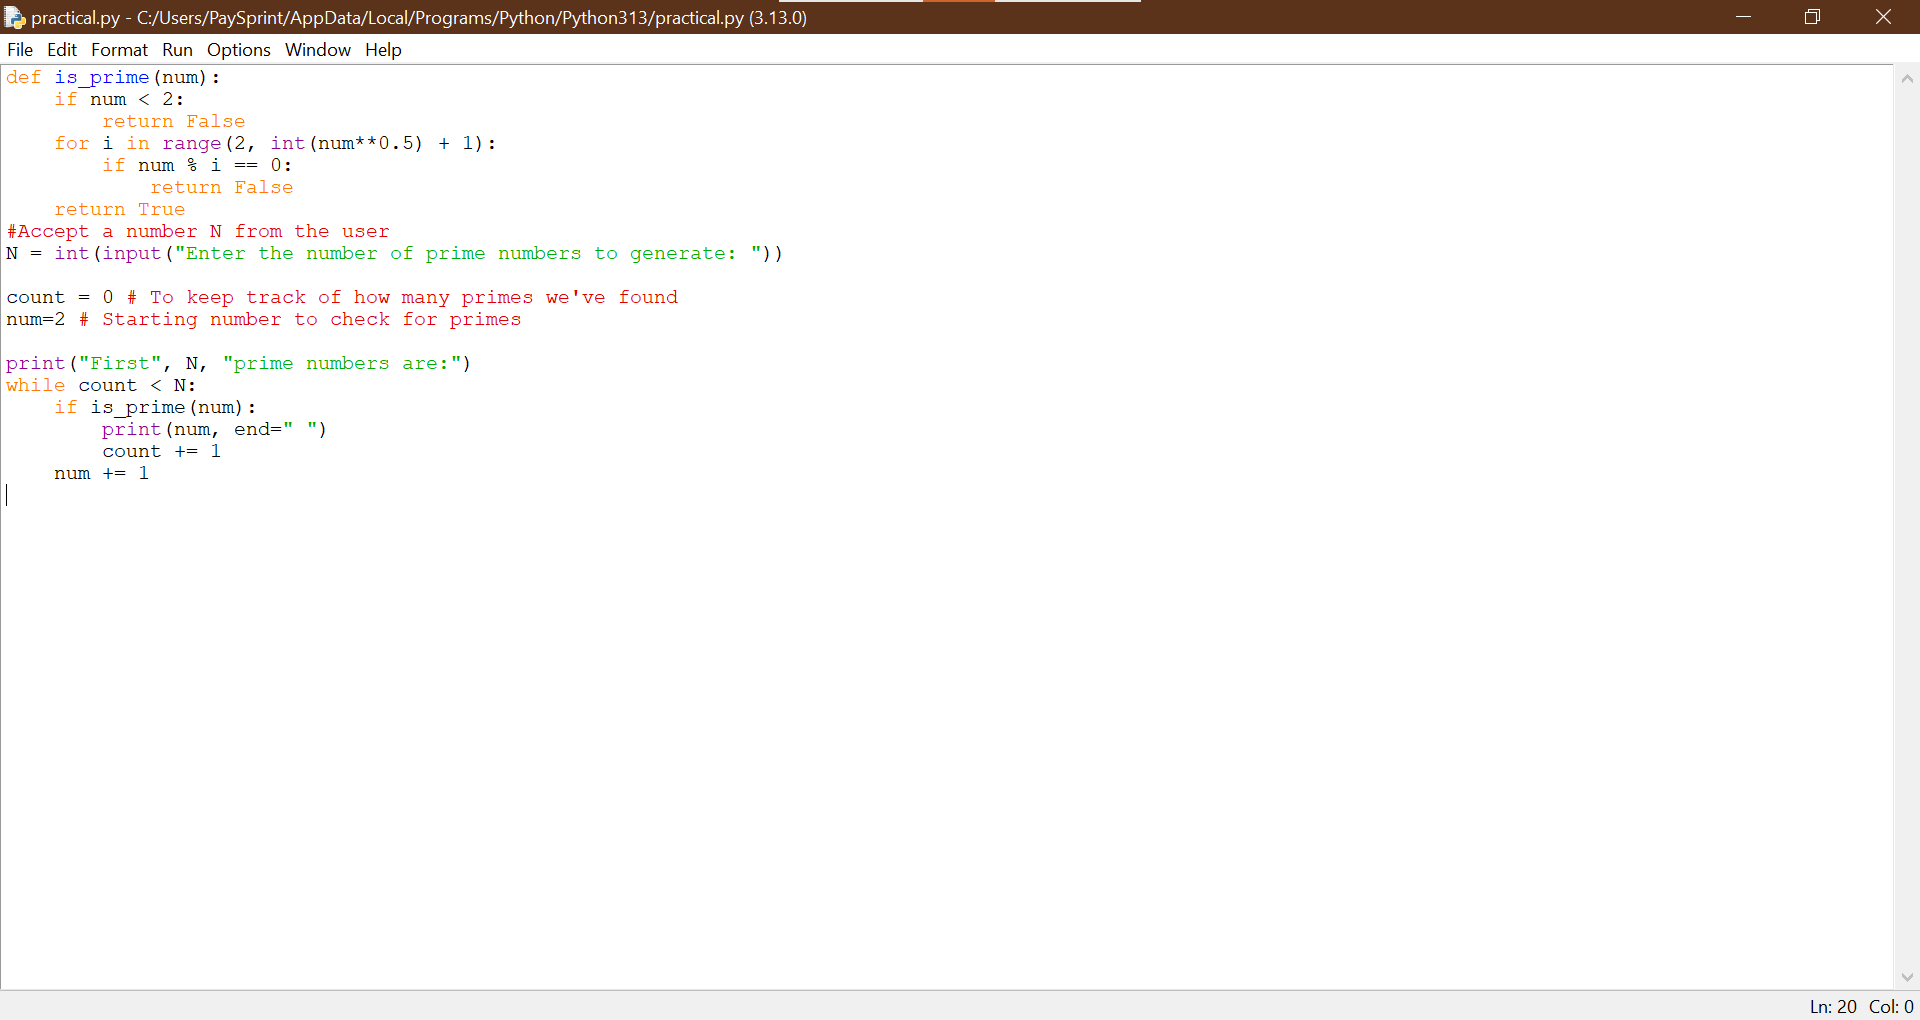 practical.py - C:/Users/PaySprint/AppData/Local/Programs/Python/Python313/practical.py (3.13.0)
File Edit Format Run Options Window Help
def is_prime(num):
    if num < 2:
        return False
    for i in range(2, int(num**0.5) + 1):
        if num % i == 0:
            return False
    return True
#Accept a number N from the user
N = int(input("Enter the number of prime numbers to generate: "))

count = 0 # To keep track of how many primes we've found
num=2 # Starting number to check for primes

print("First", N, "prime numbers are:")
while count < N:
    if is_prime(num):
        print(num, end=" ")
        count += 1
    num += 1
Ln: 20 Col: 0